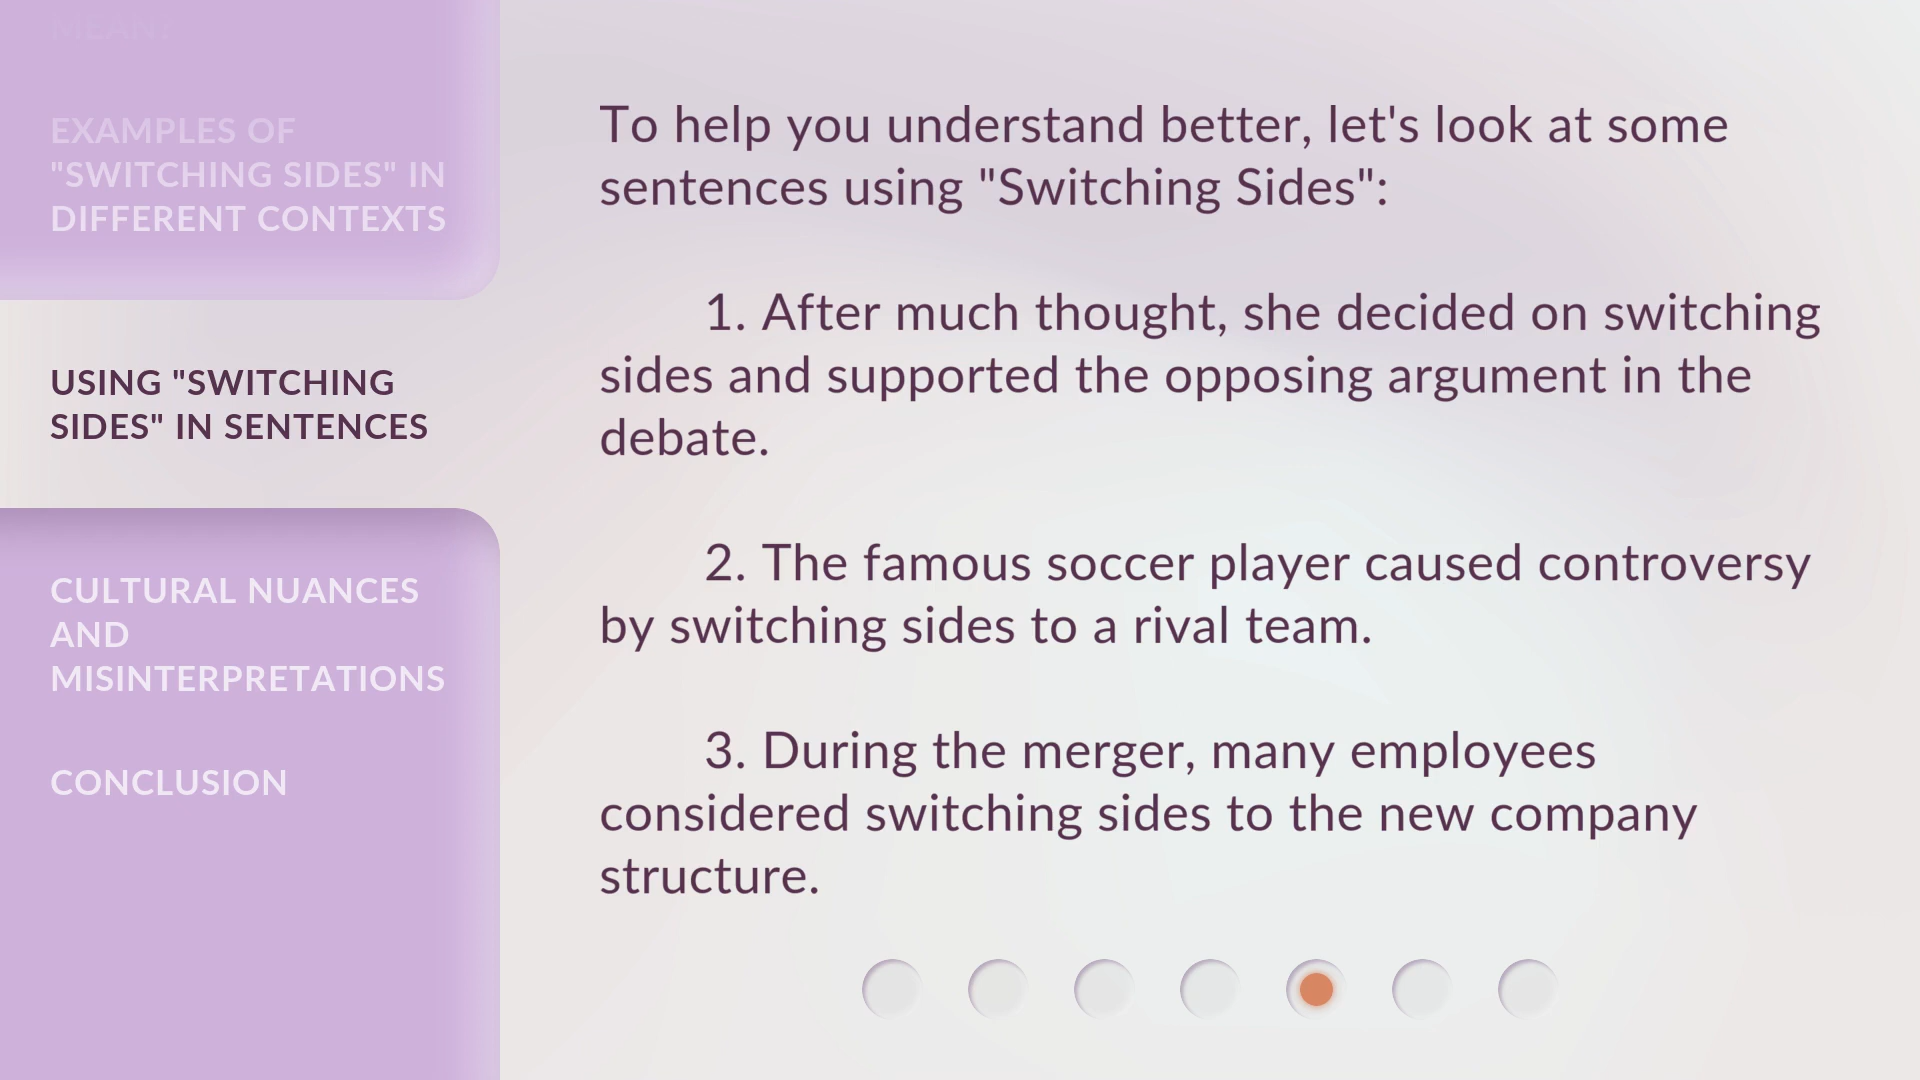 MEAN?
EXAMPLES OF
"SWITCHING SIDES" IN
DIFFERENT CONTEXTS
USING "SWITCHING
SIDES" IN SENTENCES
CULTURAL NUANCES
AND
MISINTERPRETATIONS
CONCLUSION
To help you understand better, let's look at some
sentences using "Switching Sides":
1. After much thought, she decided on switching
sides and supported the opposing argument in the
debate.
2. The famous soccer player caused controversy
by switching sides to a rival team.
3. During the merger, many employees
considered switching sides to the new company
structure.